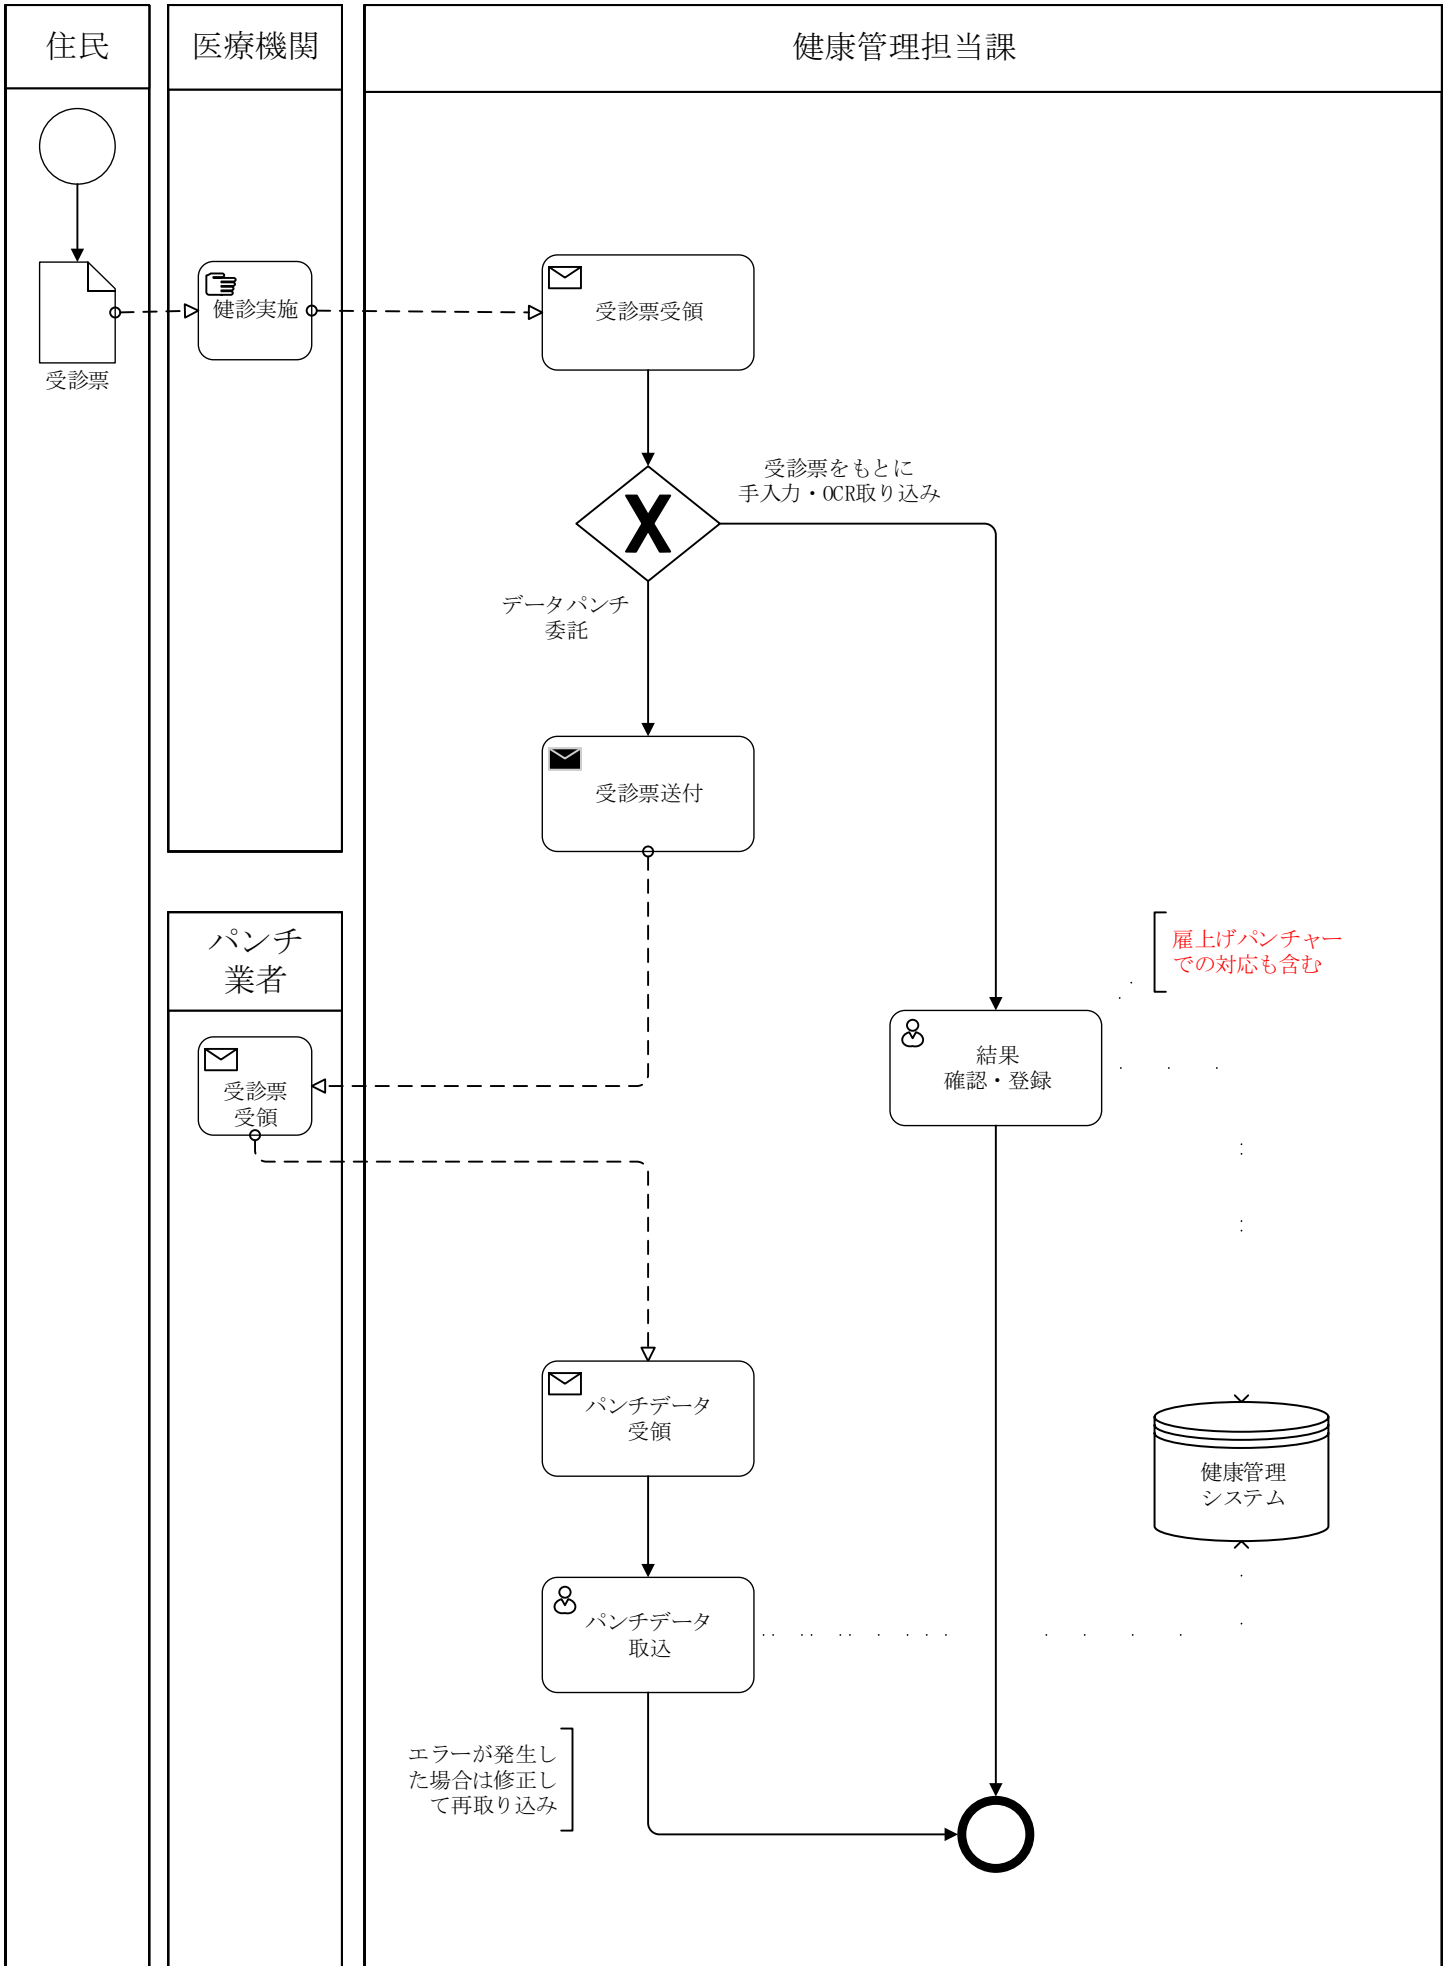 住民
医療機関
健康管理担当課
健診実施
受診票受領
受診票
受診票をもとに
手入力・OCR取り込み
データパンチ
委託
受診票送付
パンチ
業者
雇上げパンチャー
での対応も含む
受診票
受領
結果
確認・登録
パンチデータ
受領
健康管理
システム
パンチデータ
取込
エラーが発生し
た場合は修正し
て再取り込み